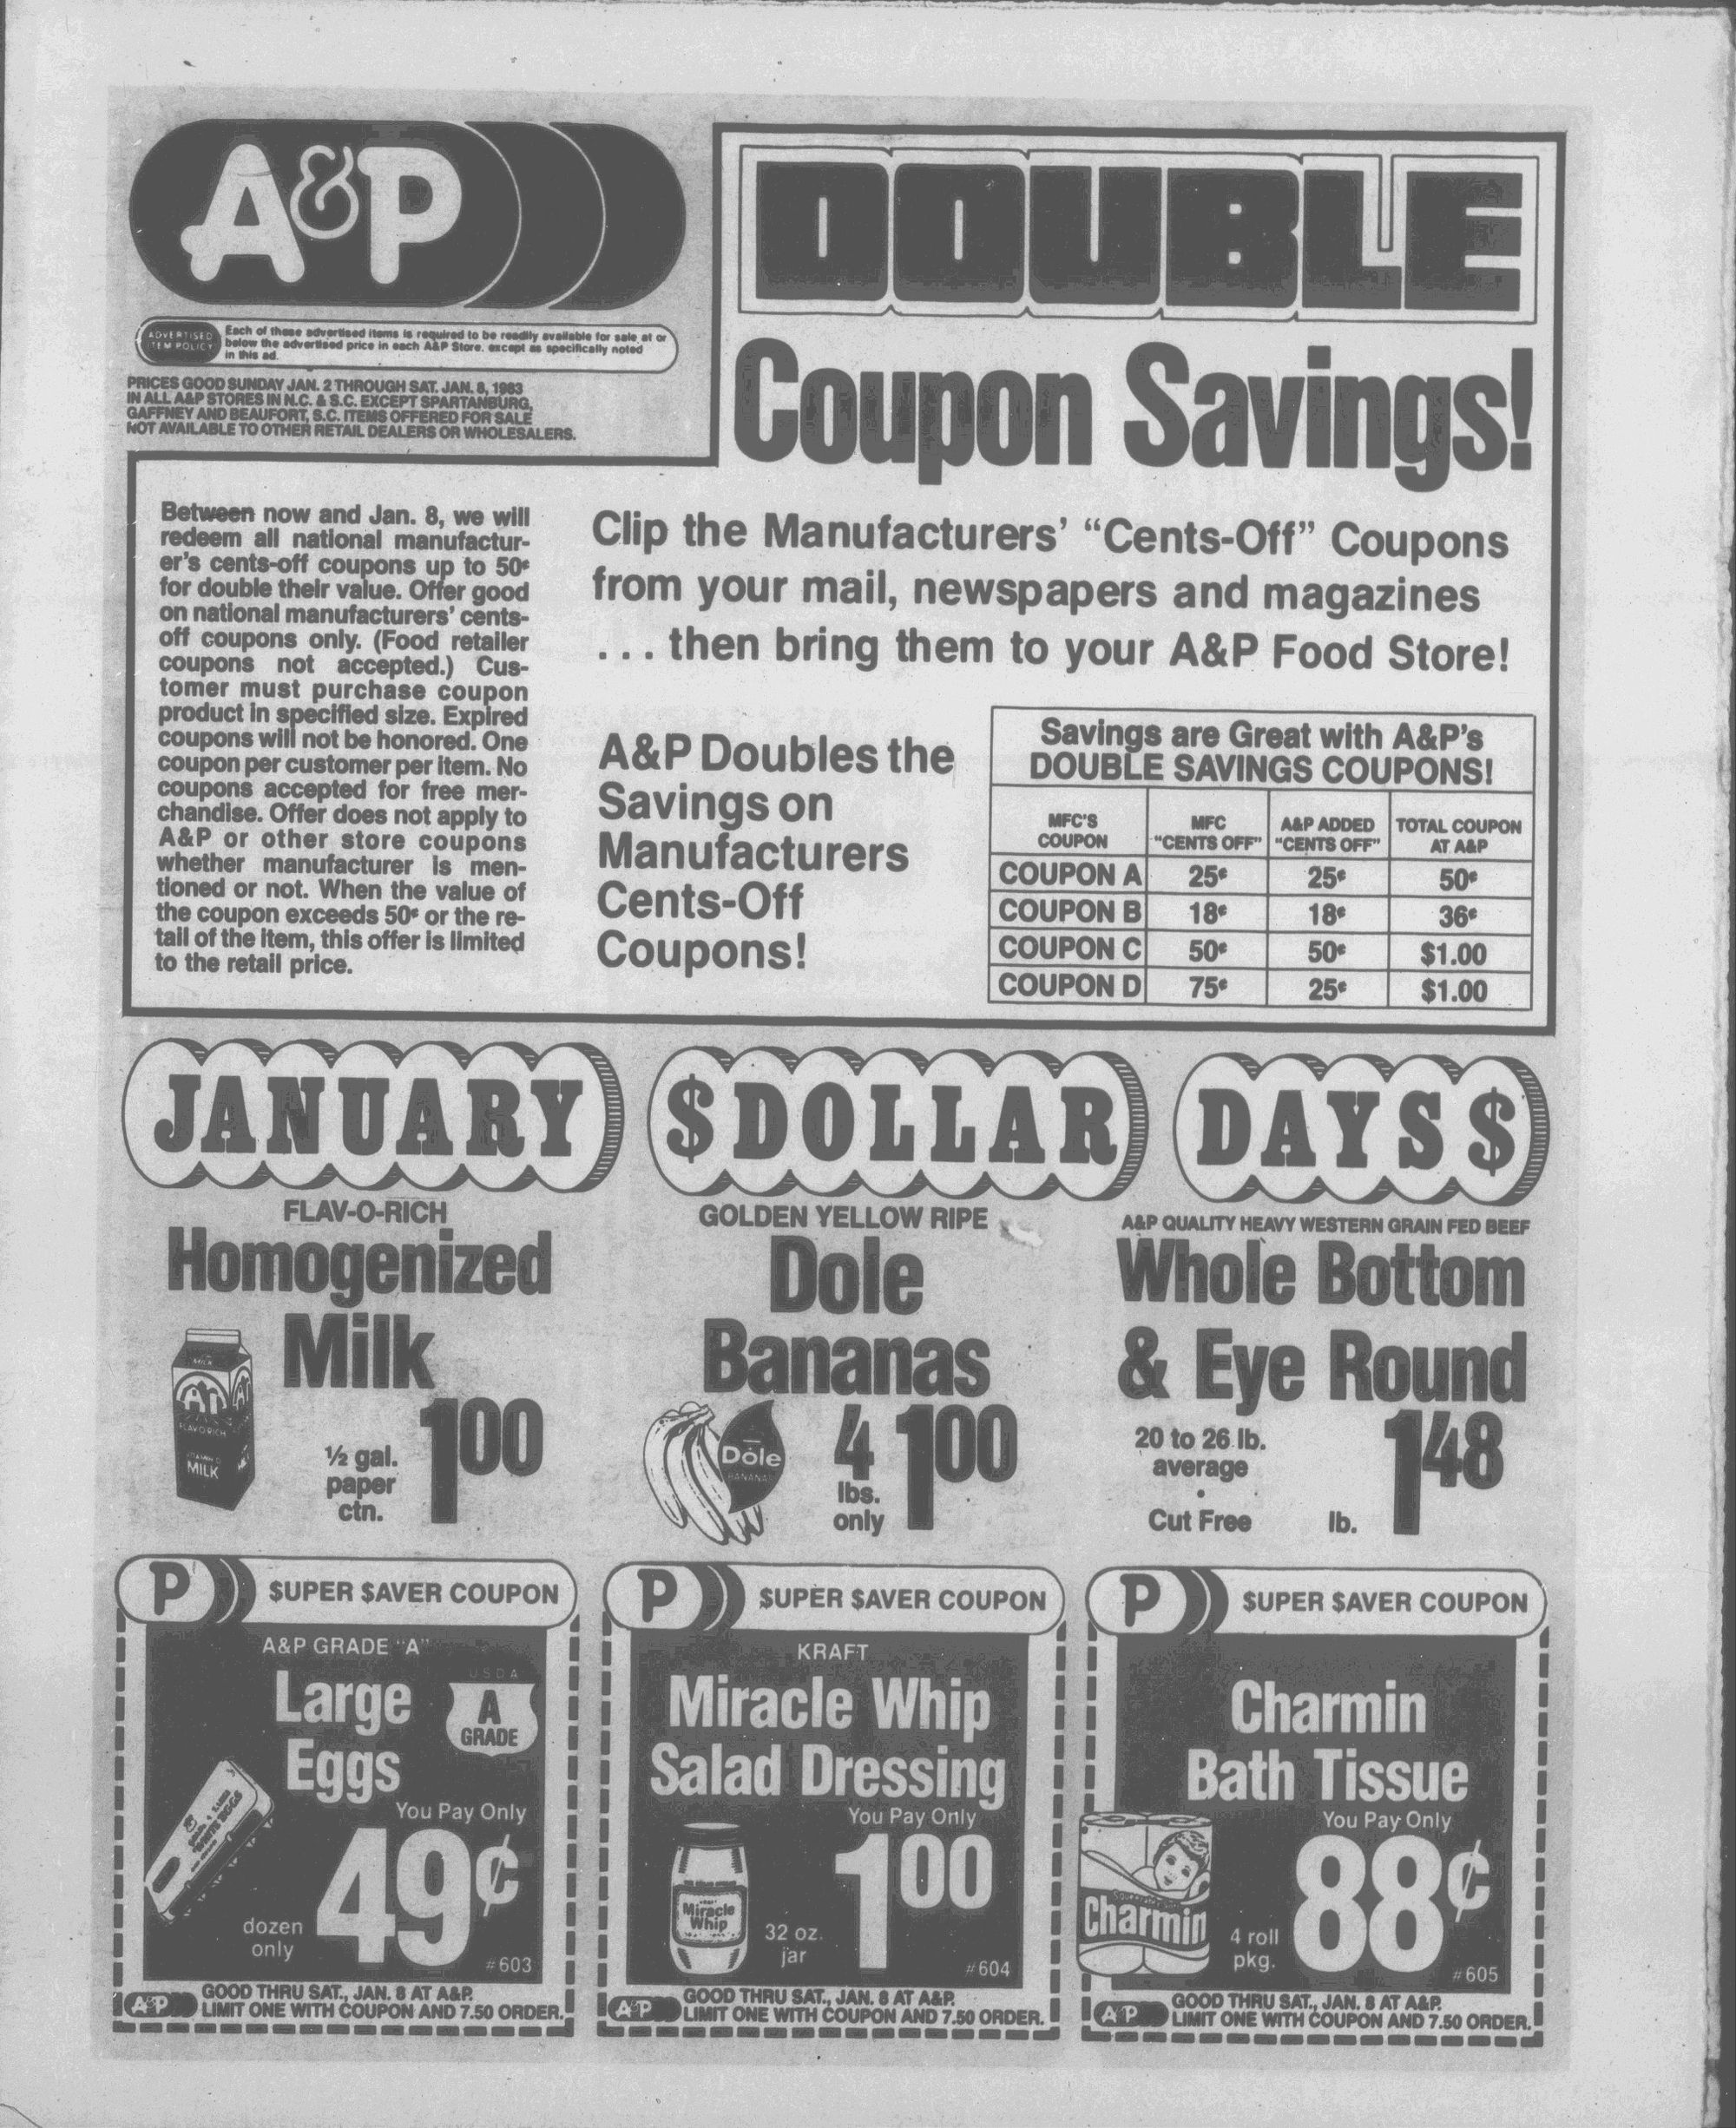 A&P
ADVERTISED
ITEM POLICY
Each of these advertised items is required to be readily available for sale at or
below the advertised price in each A&P Store, except as specifically noted
in this ad.
PRICES GOOD SUNDAY JAN. 2 THROUGH SAT. JAN. 8, 1983
IN ALL A&P STORES IN N.C. & S.C. EXCEPT SPARTANBURG,
GAFFNEY AND BEAUFORT, S.C. ITEMS OFFERED FOR SALE
NOT AVAILABLE TO OTHER RETAIL DEALERS OR WHOLESALERS.
DOUBLE
Coupon Savings!
Between now and Jan. 8, we will
redeem all national manufactur-
er's cents-off coupons up to 50¢
for double their value. Offer good
on national manufacturers' cents-
off coupons only. (Food retailer
coupons not accepted.) Cus-
tomer must purchase coupon
product in specified size. Expired
coupons will not be honored. One
coupon per customer per item. No
coupons accepted for free mer-
chandise. Offer does not apply to
A&P or other store coupons
whether manufacturer is men-
tioned or not. When the value of
the coupon exceeds 50¢ or the re-
tail of the item, this offer is limited
to the retail price.
Clip the Manufacturers' "Cents-Off" Coupons
from your mail, newspapers and magazines
...then bring them to your A&P Food Store!
A&P Doubles the
Savings on
Manufacturers
Cents-Off
Coupons!
Savings are Great with A&P's
DOUBLE SAVINGS COUPONS!
MFC'S COUPON MFC "CENTS OFF" A&P ADDED "CENTS OFF" TOTAL COUPON AT A&P
COUPON A 25¢ 25¢ 50¢
COUPON B 18¢ 18¢ 36¢
COUPON C 50¢ 50¢ $1.00
COUPON D 75¢ 25¢ $1.00
JANUARY $DOLLAR DAYS$
FLAV-O-RICH
Homogenized
Milk
MILK
FLAVORICH
MILK
½ gal.
paper
ctn.
1 00
GOLDEN YELLOW RIPE
Dole
Bananas
Dole
BANANAS
4
lbs.
only
1 00
A&P QUALITY HEAVY WESTERN GRAIN FED BEEF
Whole Bottom
& Eye Round
20 to 26 lb.
average
•
Cut Free
lb.
1 48
P $UPER $AVER COUPON
A&P GRADE "A"
Large
Eggs
USDA
A
GRADE
You Pay Only
49¢
dozen
only
#603
A&P
GOOD THRU SAT., JAN. 8 AT A&P.
LIMIT ONE WITH COUPON AND 7.50 ORDER.
P $UPER $AVER COUPON
KRAFT
Miracle Whip
Salad Dressing
You Pay Only
Miracle
Whip
32 oz.
jar
1 00
#604
A&P
GOOD THRU SAT., JAN. 8 AT A&P.
LIMIT ONE WITH COUPON AND 7.50 ORDER.
P $UPER $AVER COUPON
Charmin
Bath Tissue
You Pay Only
Charmin
4 roll
pkg.
88¢
#605
A&P
GOOD THRU SAT., JAN. 8 AT A&P.
LIMIT ONE WITH COUPON AND 7.50 ORDER.